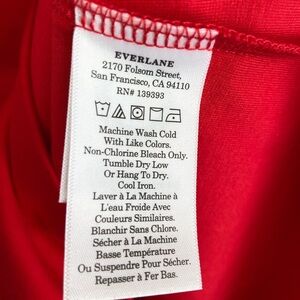 EVERLANE
2170 Folsom Street,
San Francisco, CA 94110
RN# 139393
Machine Wash Cold
With Like Colors.
Non-Chlorine Bleach Only.
Tumble Dry Low
Or Hang To Dry.
Cool Iron.
Laver À La Machine À
L'eau Froide Avec
Couleurs Similaires.
Blanchir Sans Chlore.
Sécher À La Machine
Basse Température
Ou Suspendre Pour Sécher.
Repasser À Fer Bas.